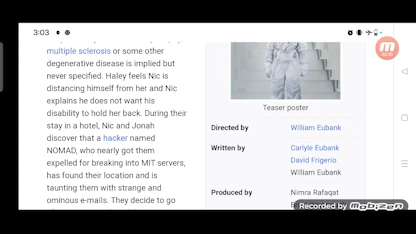 3:03
multiple sclerosis or some other
degenerative disease is implied but
never specified. Haley feels Nic is
distancing himself from her and Nic
explains he does not want his
disability to hold her back. During their
stay in a hotel, Nic and Jonah
discover that a hacker named
NOMAD, who nearly got them
expelled for breaking into MIT servers,
has found their location and is
taunting them with strange and
ominous e-mails. They decide to go
Teaser poster
Directed by William Eubank
Written by Carlyle Eubank
David Frigerio
William Eubank
Produced by Nimra Rafaqat
Recorded by Mobizen